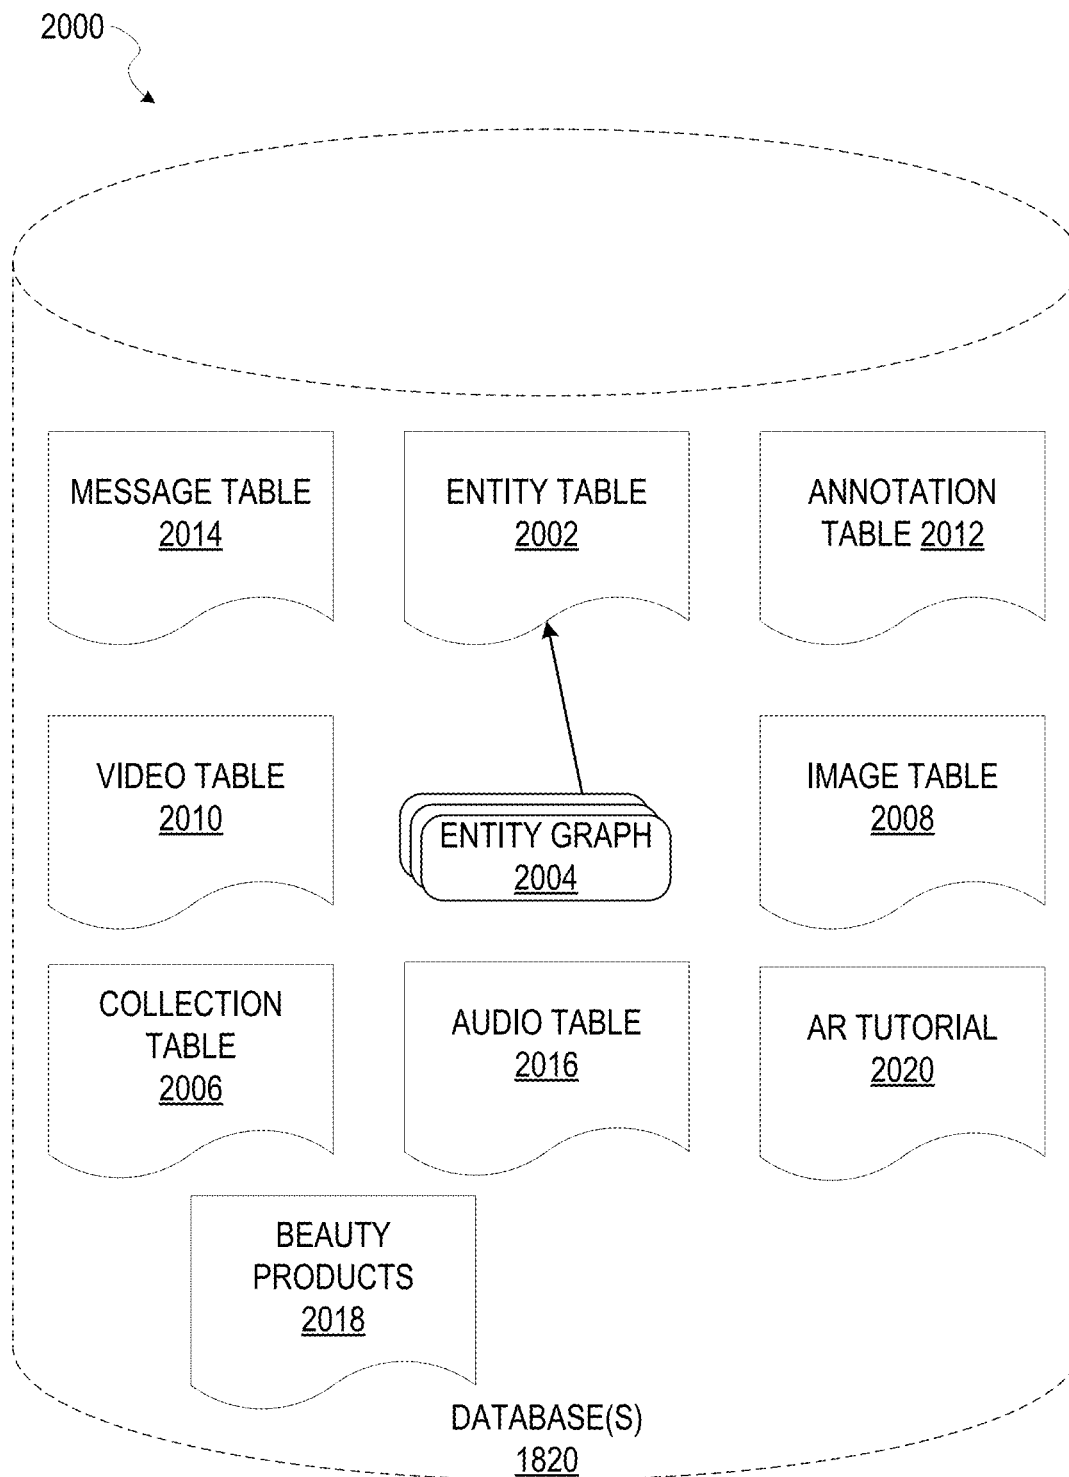 2000
MESSAGE TABLE
2014
ENTITY TABLE
2002
ANNOTATION
TABLE 2012
VIDEO TABLE
2010
ENTITY GRAPH
2004
IMAGE TABLE
2008
COLLECTION
TABLE
2006
AUDIO TABLE
2016
AR TUTORIAL
2020
BEAUTY
PRODUCTS
2018
DATABASE(S)
1820